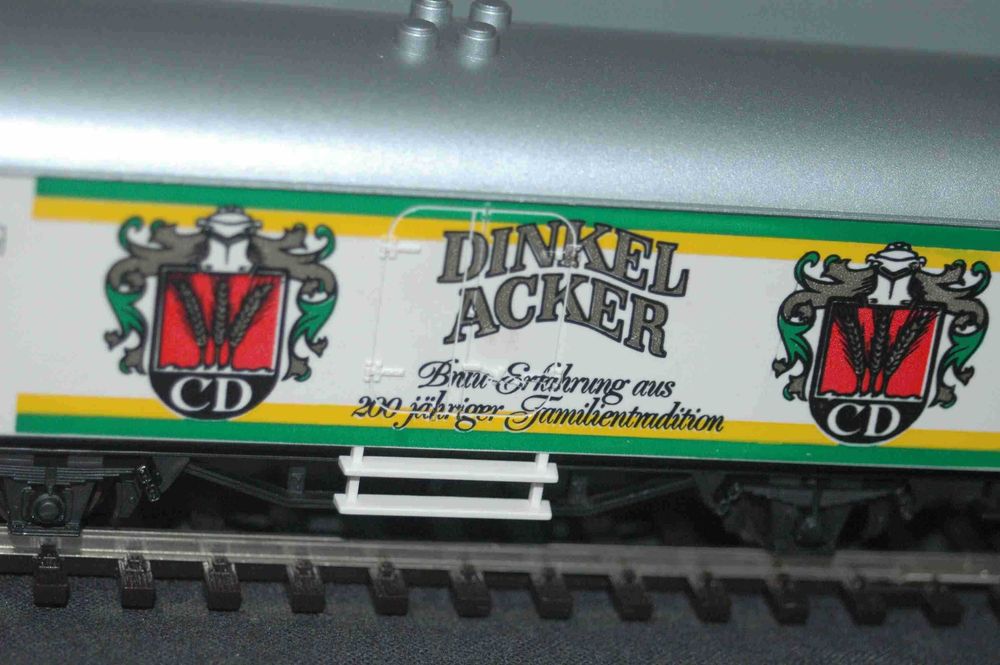 DINKEL
ACKER
Brau-Erfahrung aus
200 jähriger Familientradition
CD
CD